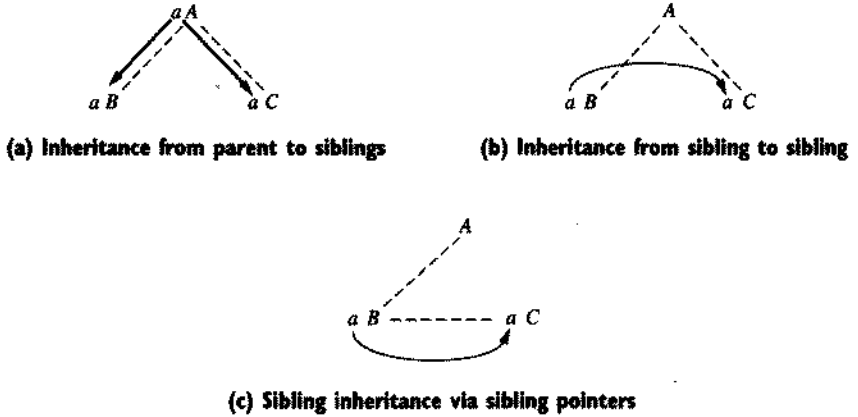 a A
A
a B
a C
a B
a C
(a) Inheritance from parent to siblings
(b) Inheritance from sibling to sibling
A
a B
a C
(c) Sibling inheritance via sibling pointers